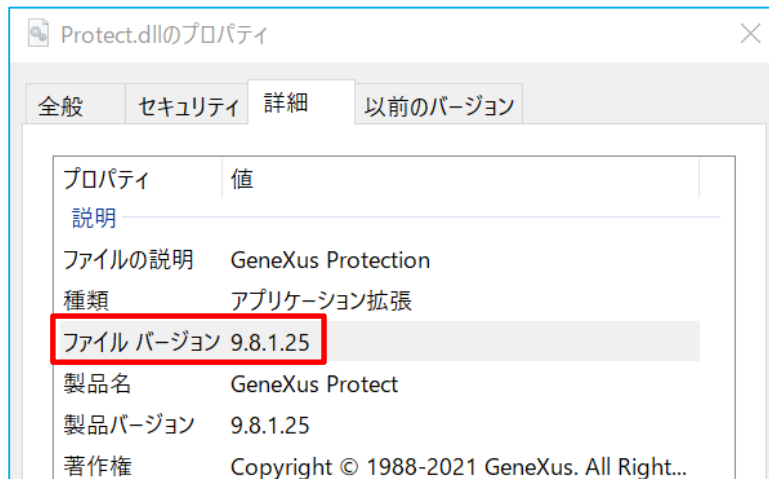 Protect.dllのプロパティ
全般 セキュリティ 詳細 以前のバージョン
プロパティ 値
説明
ファイルの説明 GeneXus Protection
種類 アプリケーション拡張
ファイル バージョン 9.8.1.25
製品名 GeneXus Protect
製品バージョン 9.8.1.25
著作権 Copyright © 1988-2021 GeneXus. All Right...